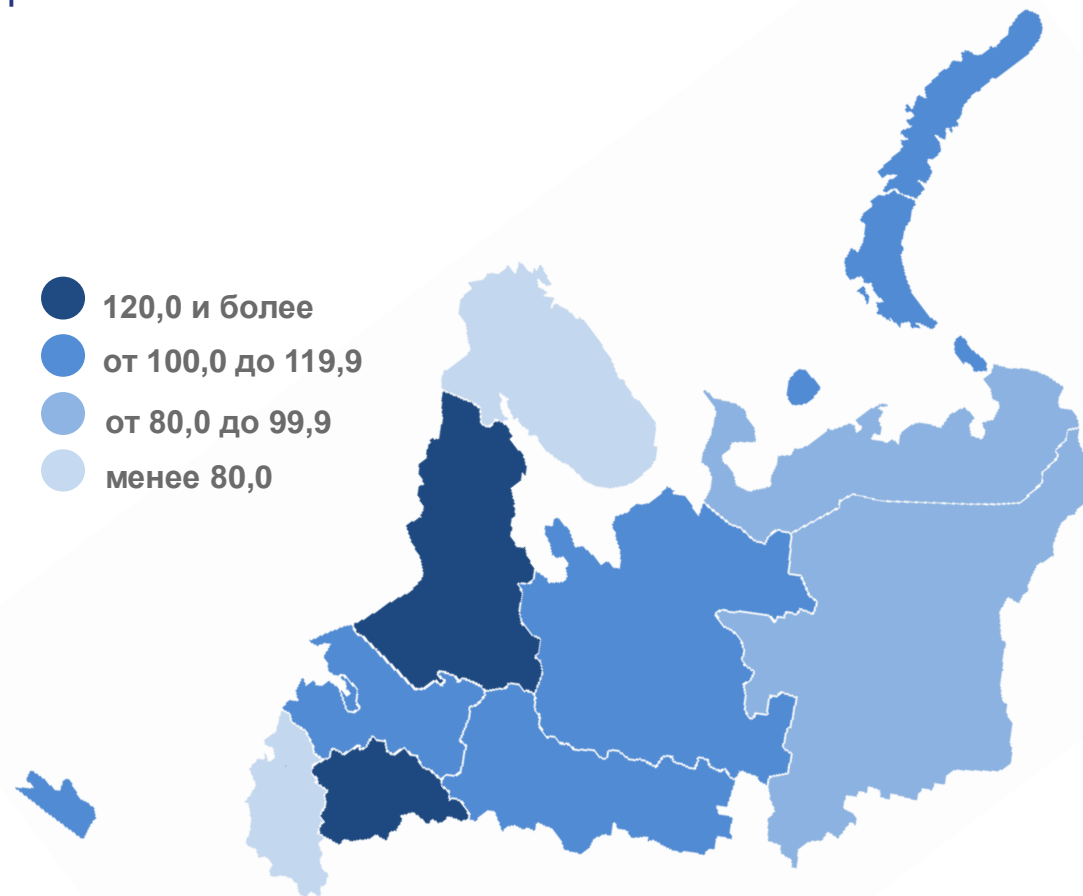 120,0 и более
от 100,0 до 119,9
от 80,0 до 99,9
менее 80,0